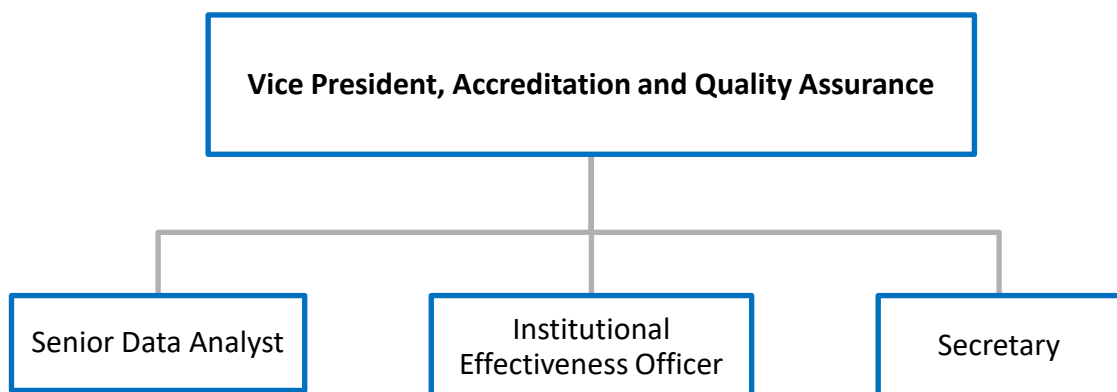 Vice President, Accreditation and Quality Assurance
Senior Data Analyst
Institutional
Effectiveness Officer
Secretary